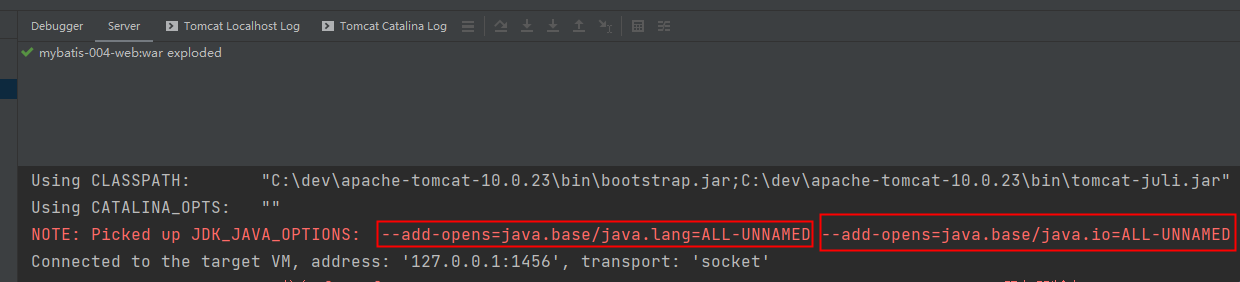 Debugger Server Tomcat Localhost Log Tomcat Catalina Log
mybatis-004-web:war exploded
Using CLASSPATH: "C:\dev\apache-tomcat-10.0.23\bin\bootstrap.jar;C:\dev\apache-tomcat-10.0.23\bin\tomcat-juli.jar"
Using CATALINA_OPTS: ""
NOTE: Picked up JDK_JAVA_OPTIONS: --add-opens=java.base/java.lang=ALL-UNNAMED --add-opens=java.base/java.io=ALL-UNNAMED
Connected to the target VM, address: '127.0.0.1:1456', transport: 'socket'